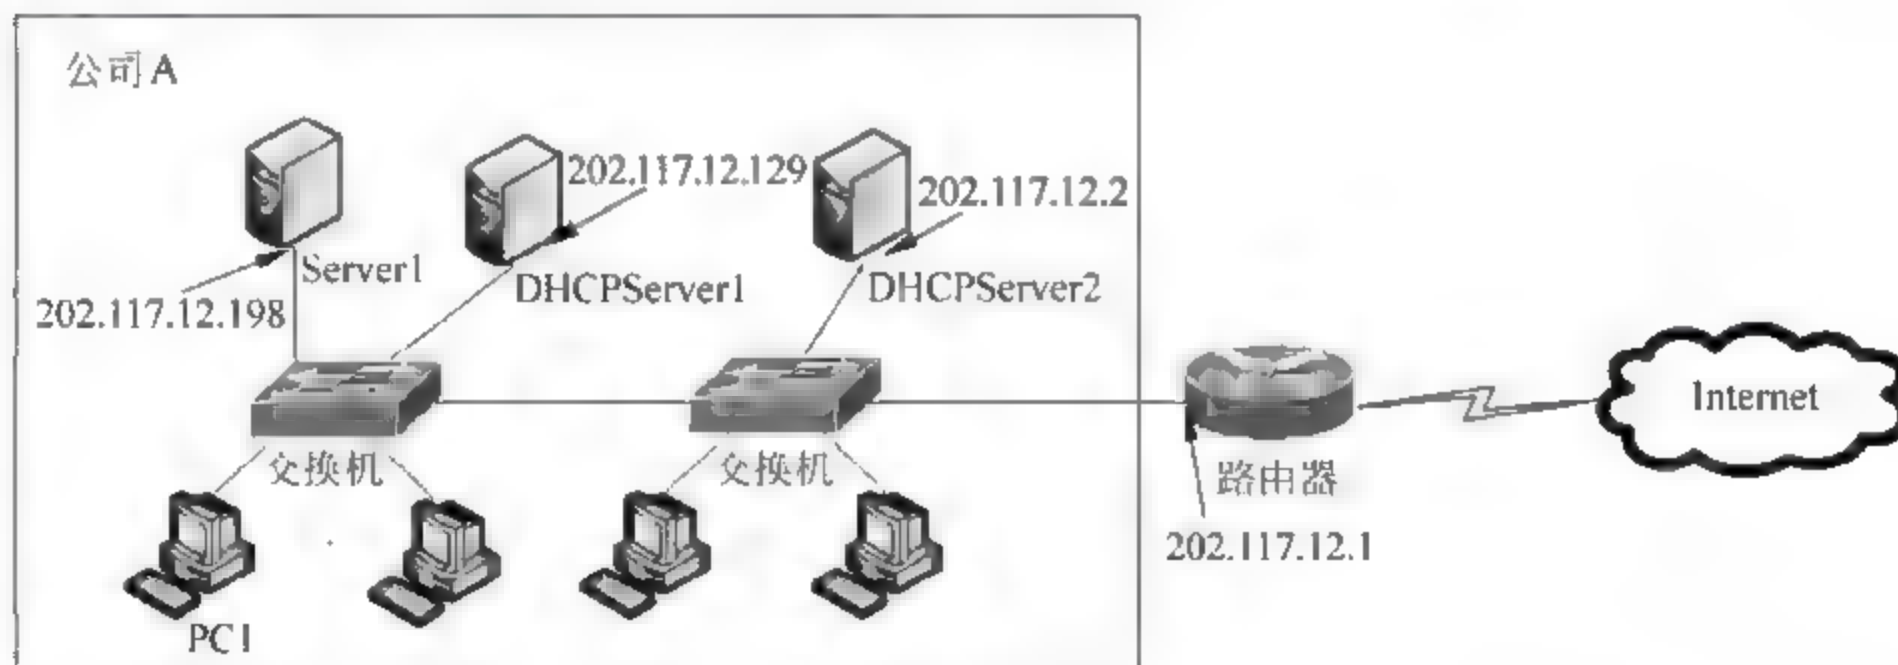 公司A
202.117.12.129
202.117.12.2
Server1
DHCPServer1
DHCPServer2
202.117.12.198
Internet
交换机
交换机
路由器
202.117.12.1
PC1